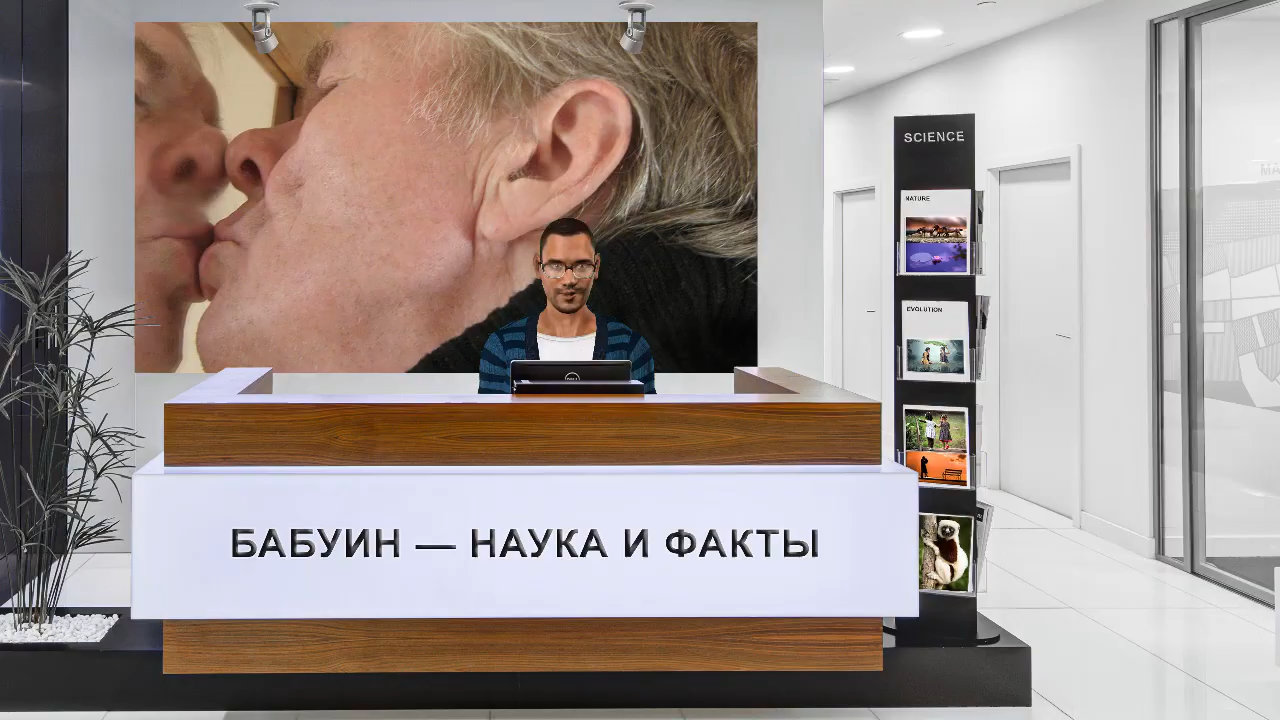 SCIENCE
NATURE
EVOLUTION
БАБУИН — НАУКА И ФАКТЫ